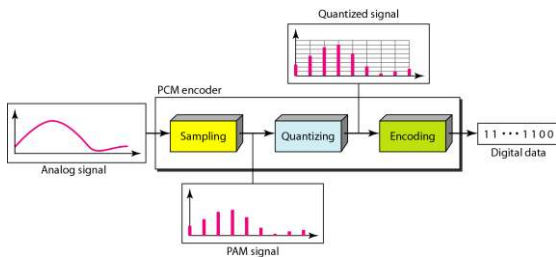 Quantized signal
PCM encoder
Sampling
Quantizing
Encoding
11 ••• 1100
Digital data
Analog signal
PAM signal